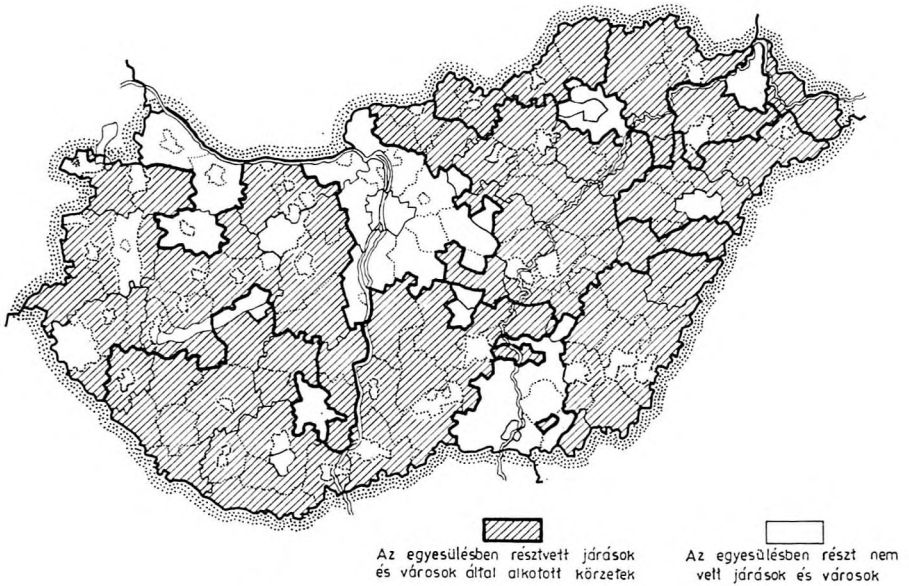 Az egyesülésben résztvett járások
és városok által alkotott körzetek
Az egyesülésben részt nem
vett járások és városok